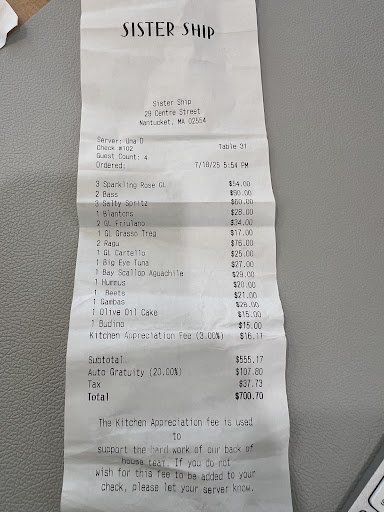 SISTER SHIP
Sister Ship
29 Centre Street
Nantucket, MA 02554
Server: Una D
Check #102 Table 31
Guest Count: 4
Ordered: 7/18/25 5:54 PM
3 Sparkling Rose GL $54.00
2 Bass $90.00
3 Salty Spritz $60.00
1 Blantons $28.00
2 GL Friulano $34.00
1 GL Grasso Treg $17.00
2 Ragu $76.00
1 GL Cartello $25.00
1 Big Eye Tuna $27.00
1 Bay Scallop Aguachile $29.00
1 Hummus $20.00
1 Beets $21.00
1 Gambas $28.00
1 Olive Oil Cake $15.00
1 Budino $15.00
Kitchen Appreciation Fee (3.00%) $16.17
Subtotal $555.17
Auto Gratuity (20.00%) $107.80
Tax $37.73
Total $700.70
The Kitchen Appreciation fee is used
to
support the hard work of our back of
house team. If you do not
wish for this fee to be added to your
check, please let your server know.